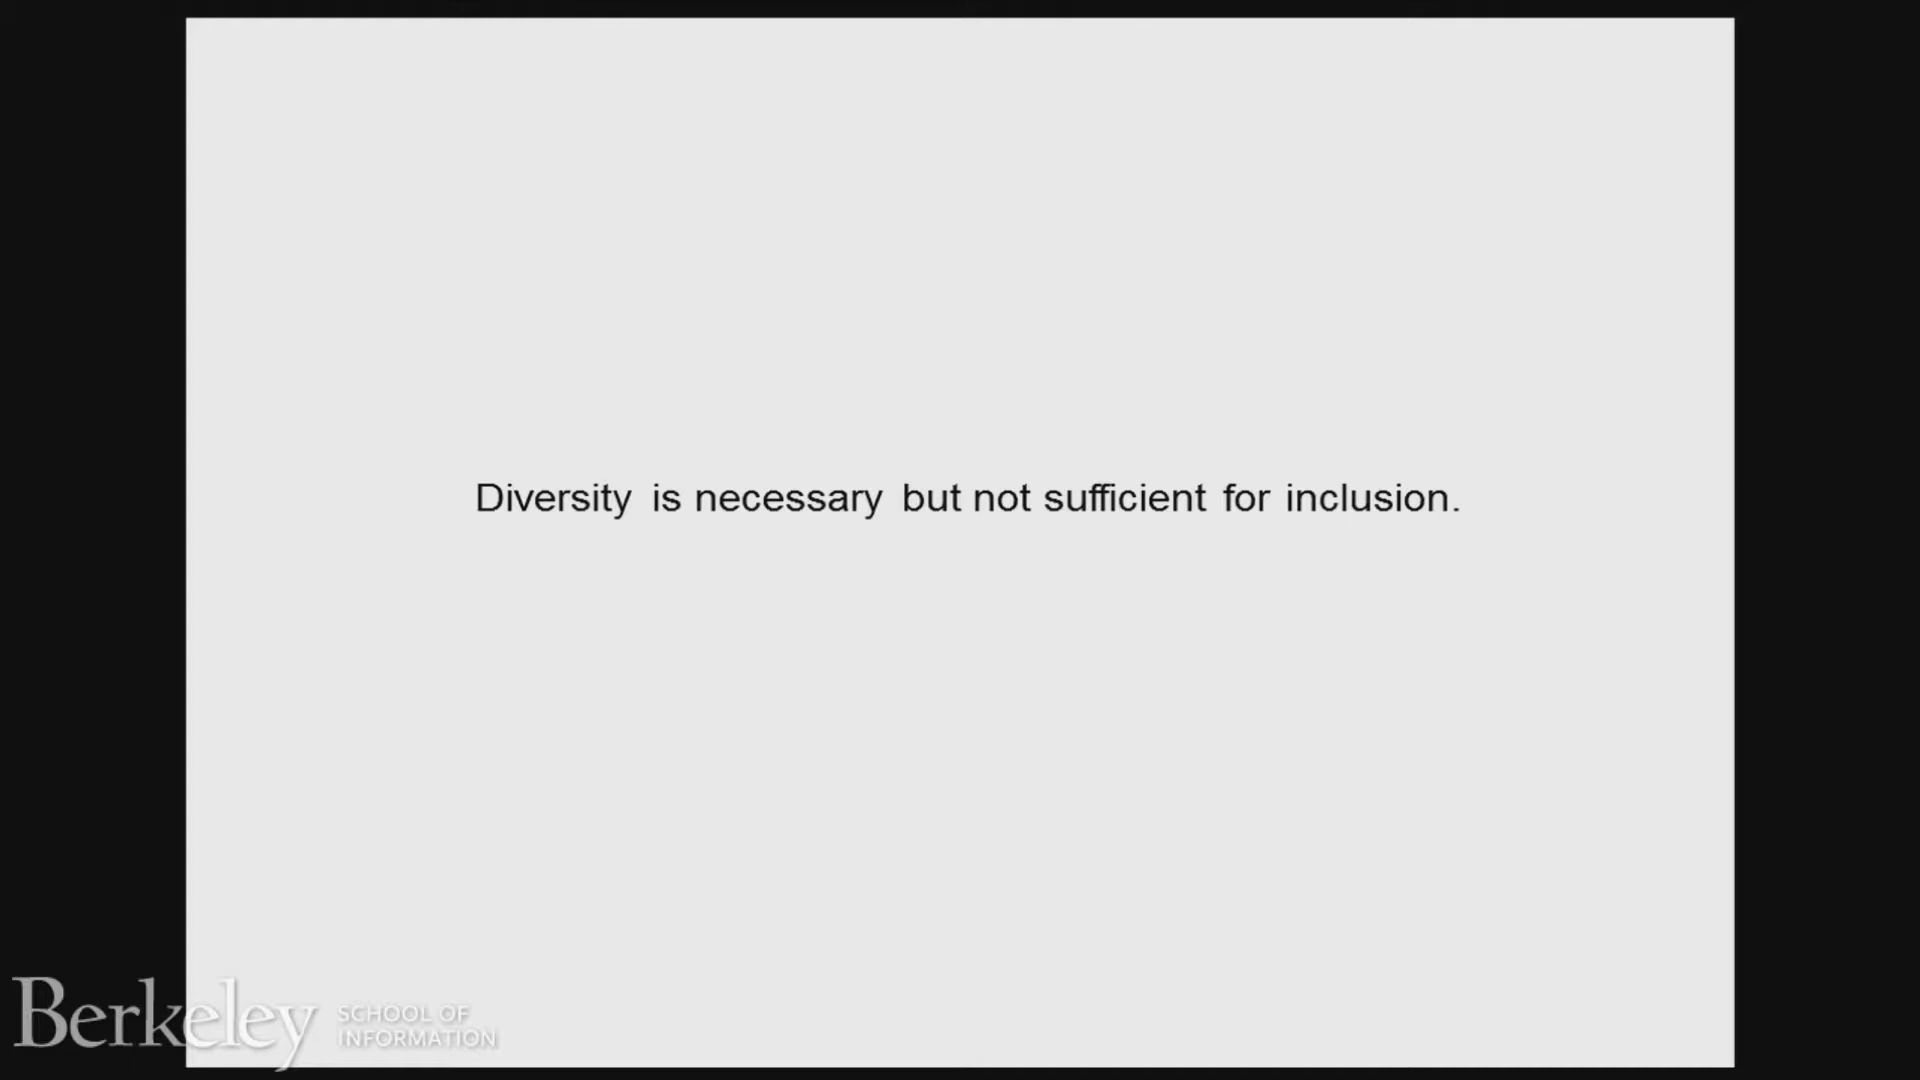 Diversity is necessary but not sufficient for inclusion.
Berkeley SCHOOL OF
INFORMATION